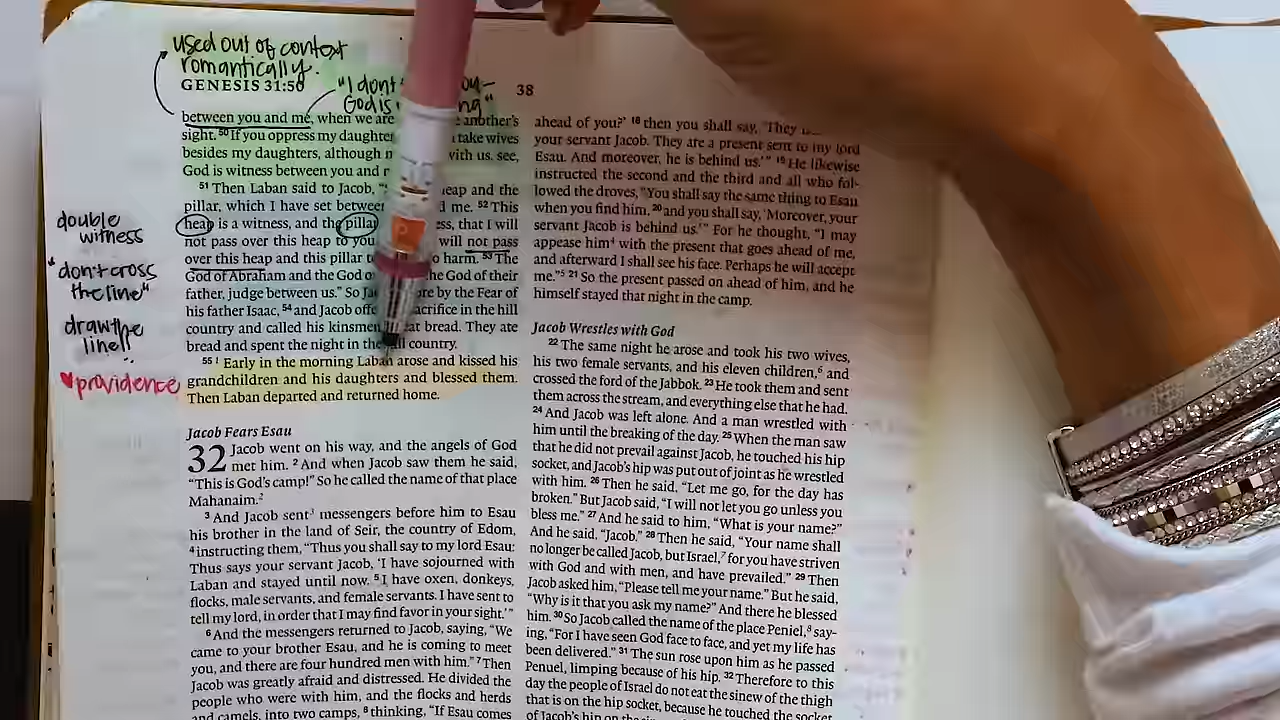 used out of context
romantically.
GENESIS 31:50
"I don't
God is
38
between you and me, when we are another's
sight. 50 If you oppress my daughter take wives
besides my daughters, although n with us, see,
God is witness between you and
51 Then Laban said to Jacob, " heap and the
pillar, which I have set between d me. 52 This
heap is a witness, and the pillar ess, that I will
not pass over this heap to you will not pass
over this heap and this pillar o harm. 53 The
God of Abraham and the God o he God of their
father, judge between us." So Ja ore by the Fear of
his father Isaac, 54 and Jacob offe acrifice in the hill
country and called his kinsmen eat bread. They ate
bread and spent the night in the hill country.
55 1 Early in the morning Laban arose and kissed his
grandchildren and his daughters and blessed them.
Then Laban departed and returned home.
double
witness
"don't cross
the line"
draw the
line!!
♥providence
Jacob Fears Esau
32 Jacob went on his way, and the angels of God
met him. 2 And when Jacob saw them he said,
"This is God's camp!" So he called the name of that place
Mahanaim.2
3 And Jacob sent3 messengers before him to Esau
his brother in the land of Seir, the country of Edom,
4 instructing them, "Thus you shall say to my lord Esau:
Thus says your servant Jacob, 'I have sojourned with
Laban and stayed until now. 5 I have oxen, donkeys,
flocks, male servants, and female servants. I have sent to
tell my lord, in order that I may find favor in your sight.'"
6 And the messengers returned to Jacob, saying, "We
came to your brother Esau, and he is coming to meet
you, and there are four hundred men with him." 7 Then
Jacob was greatly afraid and distressed. He divided the
people who were with him, and the flocks and herds
and camels, into two camps, 8 thinking, "If Esau comes
ahead of you?' 18 then you shall say, 'They
your servant Jacob. They are a present sent to my lord
Esau. And moreover, he is behind us.'" 19 He likewise
instructed the second and the third and all who fol-
lowed the droves, "You shall say the same thing to Esau
when you find him, 20 and you shall say, 'Moreover, your
servant Jacob is behind us.'" For he thought, "I may
appease him4 with the present that goes ahead of me,
and afterward I shall see his face. Perhaps he will accept
me."5 21 So the present passed on ahead of him, and he
himself stayed that night in the camp.
Jacob Wrestles with God
22 The same night he arose and took his two wives,
his two female servants, and his eleven children,6 and
crossed the ford of the Jabbok. 23 He took them and sent
them across the stream, and everything else that he had.
24 And Jacob was left alone. And a man wrestled with
him until the breaking of the day. 25 When the man saw
that he did not prevail against Jacob, he touched his hip
socket, and Jacob's hip was put out of joint as he wrestled
with him. 26 Then he said, "Let me go, for the day has
broken." But Jacob said, "I will not let you go unless you
bless me." 27 And he said to him, "What is your name?"
And he said, "Jacob." 28 Then he said, "Your name shall
no longer be called Jacob, but Israel,7 for you have striven
with God and with men, and have prevailed." 29 Then
Jacob asked him, "Please tell me your name." But he said,
"Why is it that you ask my name?" And there he blessed
him. 30 So Jacob called the name of the place Peniel,8 say-
ing, "For I have seen God face to face, and yet my life has
been delivered." 31 The sun rose upon him as he passed
Penuel, limping because of his hip. 32 Therefore to this
day the people of Israel do not eat the sinew of the thigh
that is on the hip socket, because he touched the socket
of Jacob's hip on the